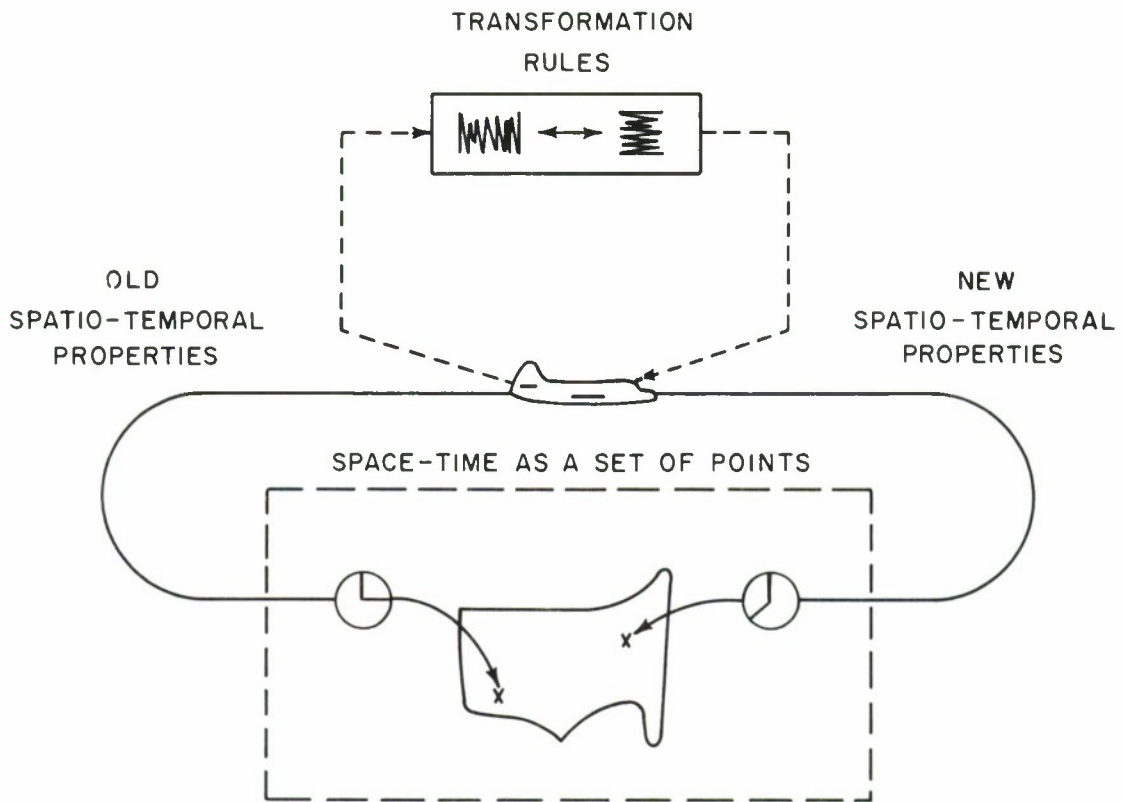 TRANSFORMATION
RULES
OLD
SPATIO-TEMPORAL
PROPERTIES
NEW
SPATIO-TEMPORAL
PROPERTIES
SPACE-TIME AS A SET OF POINTS
X
X